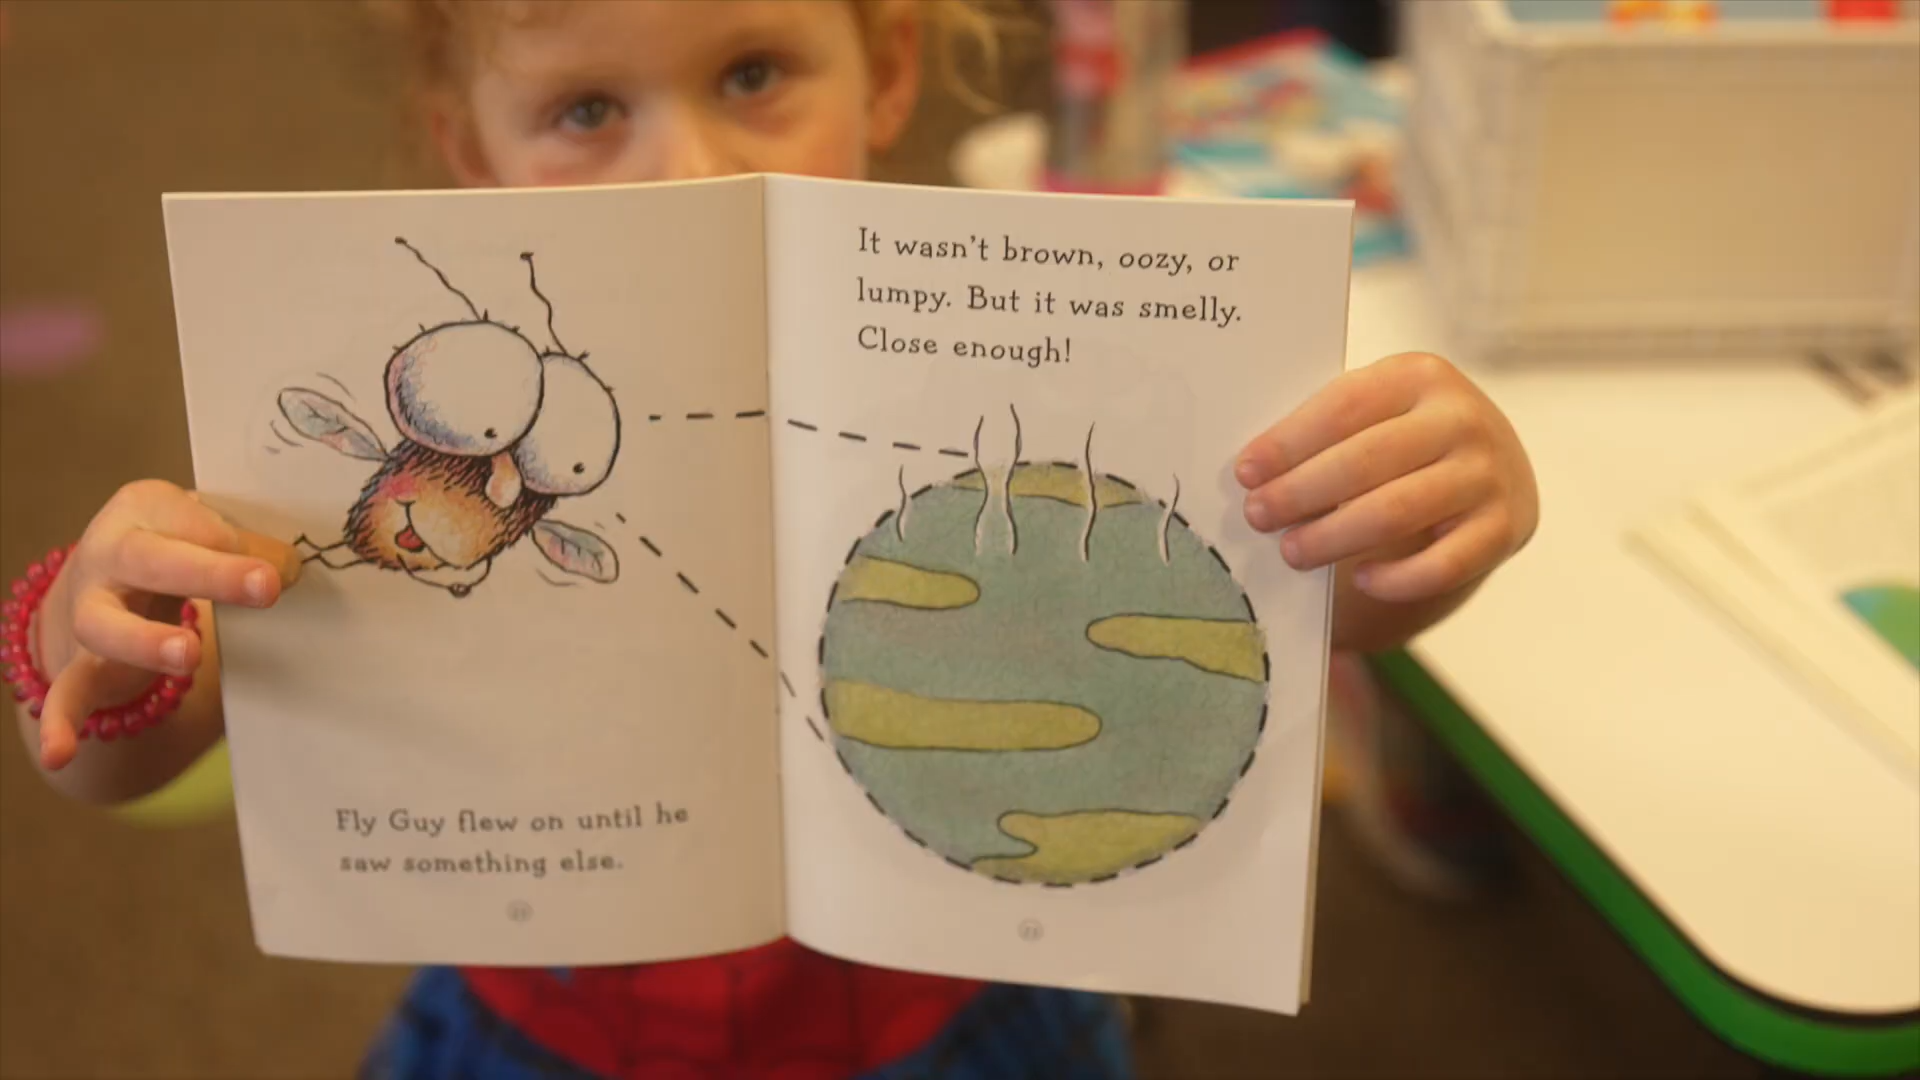 Fly Guy flew on until he
saw something else.
It wasn't brown, oozy, or
lumpy. But it was smelly.
Close enough!